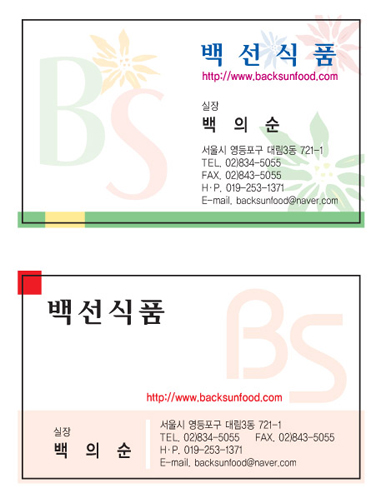 BS
백 선 식 품
http://www.backsunfood.com
실장
백 의 순
서울시 영등포구 대림3동 721-1
TEL. 02)834-5055
FAX. 02)843-5055
H·P. 019-253-1371
E-mail. backsunfood@naver.com
백선식품
BS
http://www.backsunfood.com
실장
백 의 순
서울시 영등포구 대림3동 721-1
TEL. 02)834-5055 FAX. 02)843-5055
H·P. 019-253-1371
E-mail. backsunfood@naver.com